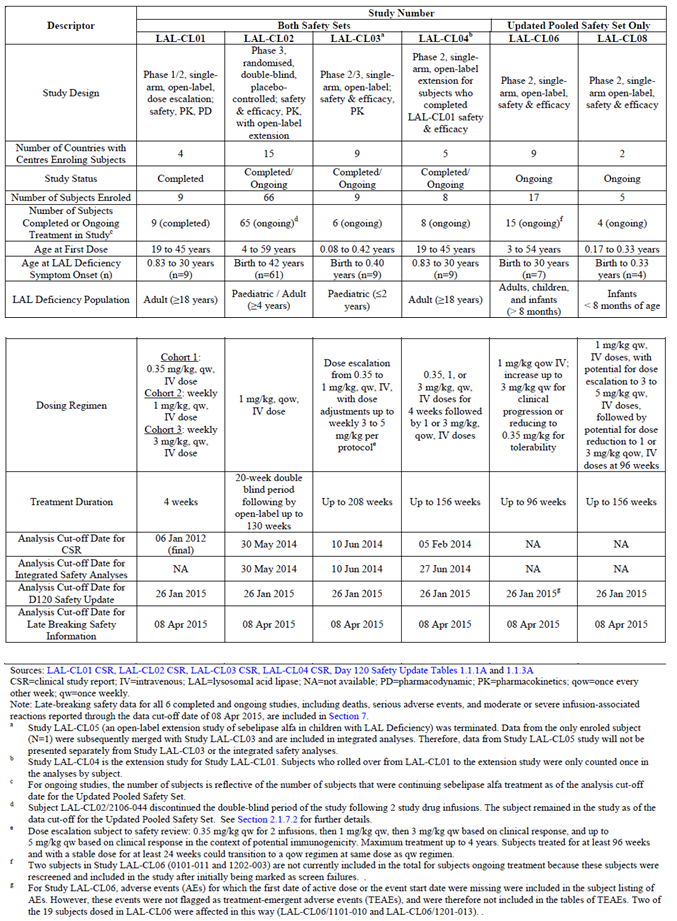 Descriptor
Study Number
Both Safety Sets
Updated Pooled Safety Set Only
LAL-CL01
LAL-CL02
LAL-CL03a
LAL-CL04b
LAL-CL06
LAL-CL08
Study Design
Phase 1/2, single-
arm, open-label,
dose escalation;
safety, PK, PD
Phase 3,
randomised,
double-blind,
placebo-
controlled; safety
& efficacy, PK,
with open-label
extension
Phase 2/3, single-
arm, open-label;
safety & efficacy,
PK
Phase 2, single-
arm, open-label
extension for
subjects who
completed
LAL-CL01 safety
& efficacy
Phase 2, single-
arm, open-label,
safety & efficacy
Phase 2, single-
arm open-label,
safety & efficacy
Number of Countries with
Centres Enroling Subjects
4
15
9
5
9
2
Study Status
Completed
Completed/
Ongoing
Completed/
Ongoing
Completed/
Ongoing
Ongoing
Ongoing
Number of Subjects Enroled
9
66
9
8
17
5
Number of Subjects
Completed or Ongoing
Treatment in Studyc
9 (completed)
65 (ongoing)d
6 (ongoing)
8 (ongoing)
15 (ongoing)f
4 (ongoing)
Age at First Dose
19 to 45 years
4 to 59 years
0.08 to 0.42 years
19 to 45 years
3 to 54 years
0.17 to 0.33 years
Age at LAL Deficiency
Symptom Onset (n)
0.83 to 30 years
(n=9)
Birth to 42 years
(n=61)
Birth to 0.40
years (n=9)
0.83 to 30 years
(n=9)
Birth to 30 years
(n=7)
Birth to 0.33
years (n=4)
LAL Deficiency Population
Adult (≥18 years)
Paediatric / Adult
(≥4 years)
Paediatric (≤2
years)
Adult (≥18 years)
Adults, children,
and infants
(> 8 months)
Infants
< 8 months of age
Dosing Regimen
Cohort 1:
0.35 mg/kg, qw,
IV dose
Cohort 2: weekly
1 mg/kg, qw,
IV dose
Cohort 3: weekly
3 mg/kg, qw,
IV dose
1 mg/kg, qow,
IV dose
Dose escalation
from 0.35 to
1 mg/kg, qw, IV,
with dose
adjustments up to
weekly 3 to 5
mg/kg per
protocole
0.35, 1, or
3 mg/kg, qw,
IV doses for
4 weeks followed
by 1 or 3 mg/kg,
qow, IV doses
1 mg/kg qow IV;
increase up to
3 mg/kg qw for
clinical
progression or
reducing to
0.35 mg/kg for
tolerability
1 mg/kg qw,
IV doses, with
potential for dose
escalation to 3 to
5 mg/kg qw,
IV doses,
followed by
potential for dose
reduction to 1 or
3 mg/kg qow, IV
doses at 96 weeks
Treatment Duration
4 weeks
20-week double
blind period
following by
open-label up to
130 weeks
Up to 208 weeks
Up to 156 weeks
Up to 96 weeks
Up to 156 weeks
Analysis Cut-off Date for
CSR
06 Jan 2012
(final)
30 May 2014
10 Jun 2014
05 Feb 2014
NA
NA
Analysis Cut-off Date for
Integrated Safety Analyses
NA
30 May 2014
10 Jun 2014
27 Jun 2014
NA
NA
Analysis Cut-off Date for
D120 Safety Update
26 Jan 2015
26 Jan 2015
26 Jan 2015
26 Jan 2015
26 Jan 2015g
26 Jan 2015
Analysis Cut-off Date for
Late Breaking Safety
Information
08 Apr 2015
08 Apr 2015
08 Apr 2015
08 Apr 2015
08 Apr 2015
08 Apr 2015
Sources: LAL-CL01 CSR, LAL-CL02 CSR, LAL-CL03 CSR, LAL-CL04 CSR, Day 120 Safety Update Tables 1.1.1A and 1.1.3A
CSR=clinical study report; IV=intravenous; LAL=lysosomal acid lipase; NA=not available; PD=pharmacodynamic; PK=pharmacokinetics; qow=once every
other week; qw=once weekly.
Note: Late-breaking safety data for all 6 completed and ongoing studies, including deaths, serious adverse events, and moderate or severe infusion-associated
reactions reported through the data cut-off date of 08 Apr 2015, are included in Section 7.
a Study LAL-CL05 (an open-label extension study of sebelipase alfa in children with LAL Deficiency) was terminated. Data from the only enroled subject
(N=1) were subsequently merged with Study LAL-CL03 and are included in integrated analyses. Therefore, data from Study LAL-CL05 study will not be
presented separately from Study LAL-CL03 or the integrated safety analyses.
b Study LAL-CL04 is the extension study for Study LAL-CL01. Subjects who rolled over from LAL-CL01 to the extension study were only counted once in
the analyses by subject.
c For ongoing studies, the number of subjects is reflective of the number of subjects continuing sebelipase alfa treatment as of the analysis cut-off
date for the Updated Pooled Safety Set.
d Subject LAL-CL02/2106-044 discontinued the double-blind period of the study following 2 study drug infusions. The subject remained in the study as of the
data cut-off for the Updated Pooled Safety Set. See Section 2.1.7.2 for further details.
e Dose escalation subject to safety review: 0.35 mg/kg qw for 2 infusions, then 1 mg/kg qw, then 3 mg/kg qw based on clinical response, and up to
5 mg/kg qw based on clinical response in the context of potential immunogenicity. Maximum treatment up to 4 years. Subjects treated for at least 96 weeks
and with a stable dose for at least 24 weeks could transition to a qow regimen at same dose as qw regimen.
f Two subjects in Study LAL-CL06 (0101-011 and 1202-003) are not currently included in the total for subjects ongoing treatment because these subjects were
rescreened and included in the study after initially being marked as screen failures. .
g For Study LAL-CL06, adverse events (AEs) for which the first date of active dose or the event start date were missing were included in the subject listing of
AEs. However, these events were not flagged as treatment-emergent adverse events (TEAEs), and were therefore not included in the tables of TEAEs. Two of
the 19 subjects dosed in LAL-CL06 were affected in this way (LAL-CL06/1101-010 and LAL-CL06/1201-013). .